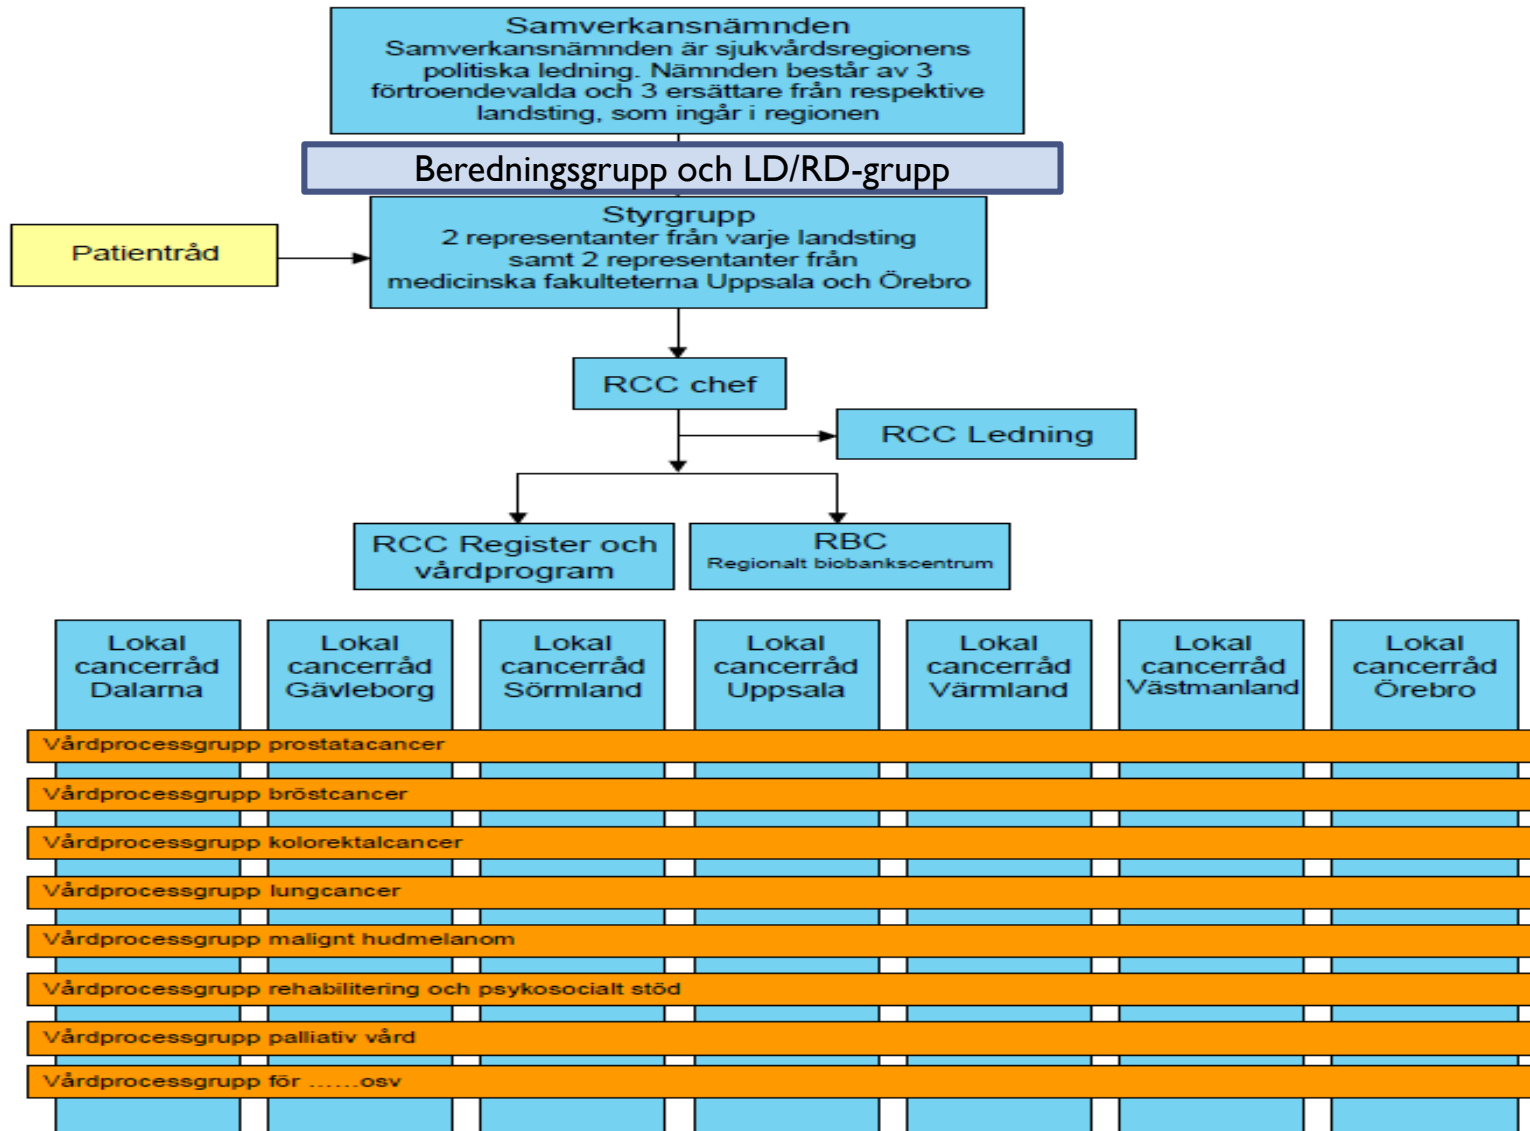 Samverkansnämnden
Samverkansnämnden är sjukvårdsregionens
politiska ledning. Nämnden består av 3
förtroendevalda och 3 ersättare från respektive
landsting, som ingår i regionen
Beredningsgrupp och LD/RD-grupp
Patientråd
Styrgrupp
2 representanter från varje landsting
samt 2 representanter från
medicinska fakulteterna Uppsala och Örebro
RCC chef
RCC Ledning
RCC Register och
vårdprogram
RBC
Regionalt biobankscentrum
Lokal
cancerråd
Dalarna
Lokal
cancerråd
Gävleborg
Lokal
cancerråd
Sörmland
Lokal
cancerråd
Uppsala
Lokal
cancerråd
Värmland
Lokal
cancerråd
Västmanland
Lokal
cancerråd
Örebro
Vårdprocessgrupp prostatacancer
Vårdprocessgrupp bröstcancer
Vårdprocessgrupp kolorektalcancer
Vårdprocessgrupp lungcancer
Vårdprocessgrupp malignt hudmelanom
Vårdprocessgrupp rehabilitering och psykosocialt stöd
Vårdprocessgrupp palliativ vård
Vårdprocessgrupp för ......osv